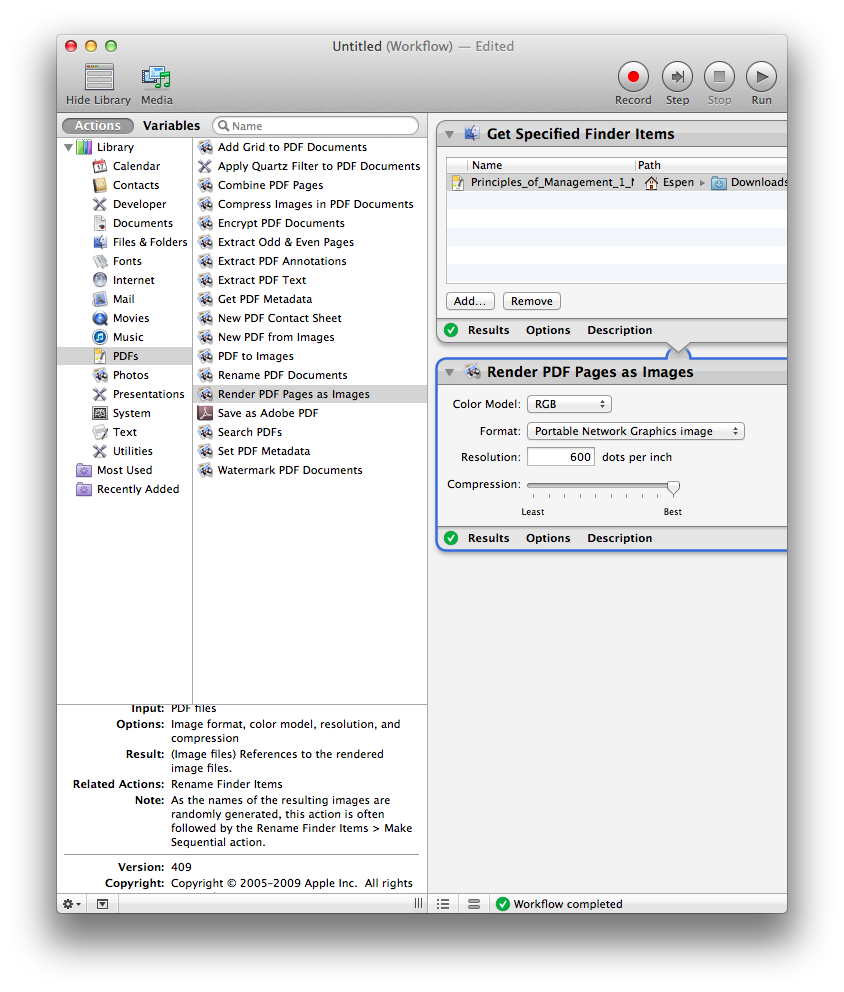 Untitled (Workflow) — Edited
Hide Library
Media
Record
Step
Stop
Run
Actions
Variables
Name
Library
Calendar
Contacts
Developer
Documents
Files & Folders
Fonts
Internet
Mail
Movies
Music
PDFs
Photos
Presentations
System
Text
Utilities
Most Used
Recently Added
Add Grid to PDF Documents
Apply Quartz Filter to PDF Documents
Combine PDF Pages
Compress Images in PDF Documents
Encrypt PDF Documents
Extract Odd & Even Pages
Extract PDF Annotations
Extract PDF Text
Get PDF Metadata
New PDF Contact Sheet
New PDF from Images
PDF to Images
Rename PDF Documents
Render PDF Pages as Images
Save as Adobe PDF
Search PDFs
Set PDF Metadata
Watermark PDF Documents
Input: PDF files
Options: Image format, color model, resolution, and
compression
Result: (Image files) References to the rendered
image files.
Related Actions: Rename Finder Items
Note: As the names of the resulting images are
randomly generated, this action is often
followed by the Rename Finder Items > Make
Sequential action.
Version: 409
Copyright: Copyright © 2005–2009 Apple Inc. All rights
Get Specified Finder Items
Name Path
Principles_of_Management_1_ Espen ▸ Downloads
Add... Remove
Results Options Description
Render PDF Pages as Images
Color Model: RGB
Format: Portable Network Graphics image
Resolution: 600 dots per inch
Compression:
Least Best
Results Options Description
Workflow completed